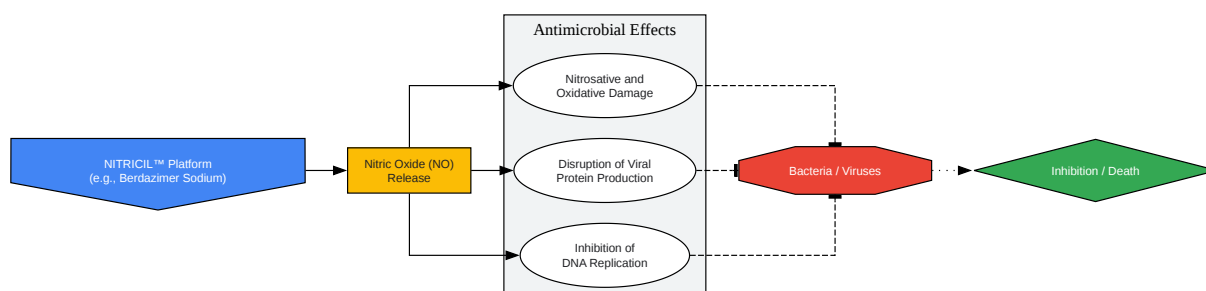 Antimicrobial Effects
Nitrosative and
Oxidative Damage
NITRICIL™ Platform
(e.g., Berdazimer Sodium)
Nitric Oxide (NO)
Release
Disruption of Viral
Protein Production
Bacteria / Viruses
Inhibition / Death
Inhibition of
DNA Replication